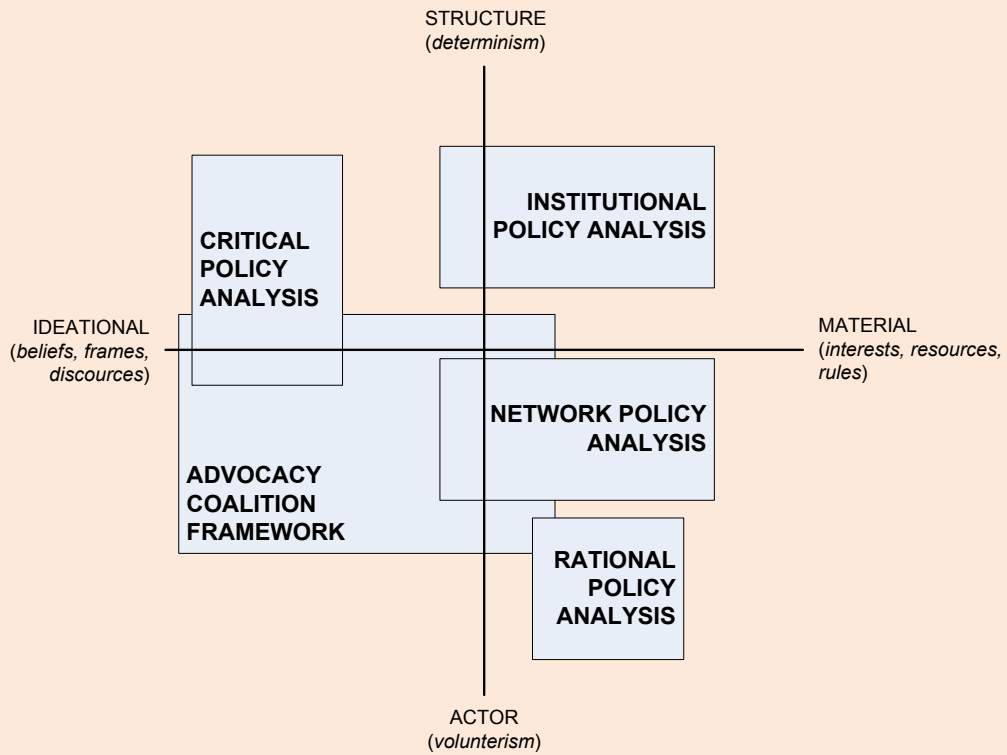 STRUCTURE
(determinism)
INSTITUTIONAL
POLICY ANALYSIS
CRITICAL
POLICY
ANALYSIS
IDEATIONAL
(beliefs, frames,
discources)
MATERIAL
(interests, resources,
rules)
NETWORK POLICY
ANALYSIS
ADVOCACY
COALITION
FRAMEWORK
RATIONAL
POLICY
ANALYSIS
ACTOR
(volunterism)